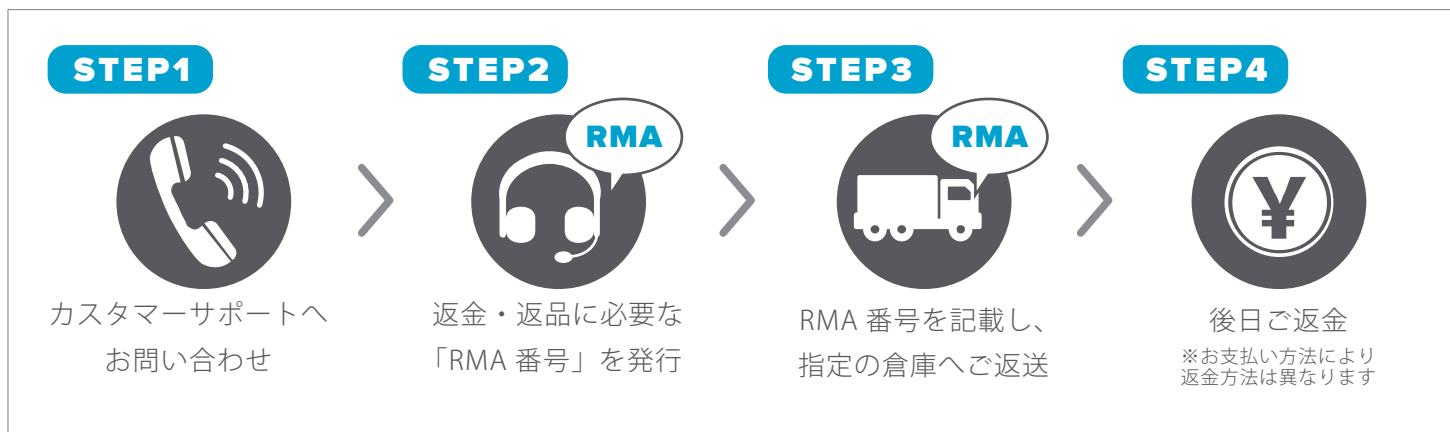 STEP1
カスタマーサポートへ
お問い合わせ
STEP2
RMA
返金・返品に必要な
「RMA 番号」を発行
STEP3
RMA
RMA 番号を記載し、
指定の倉庫へご返送
STEP4
¥
後日ご返金
※お支払い方法により
返金方法は異なります